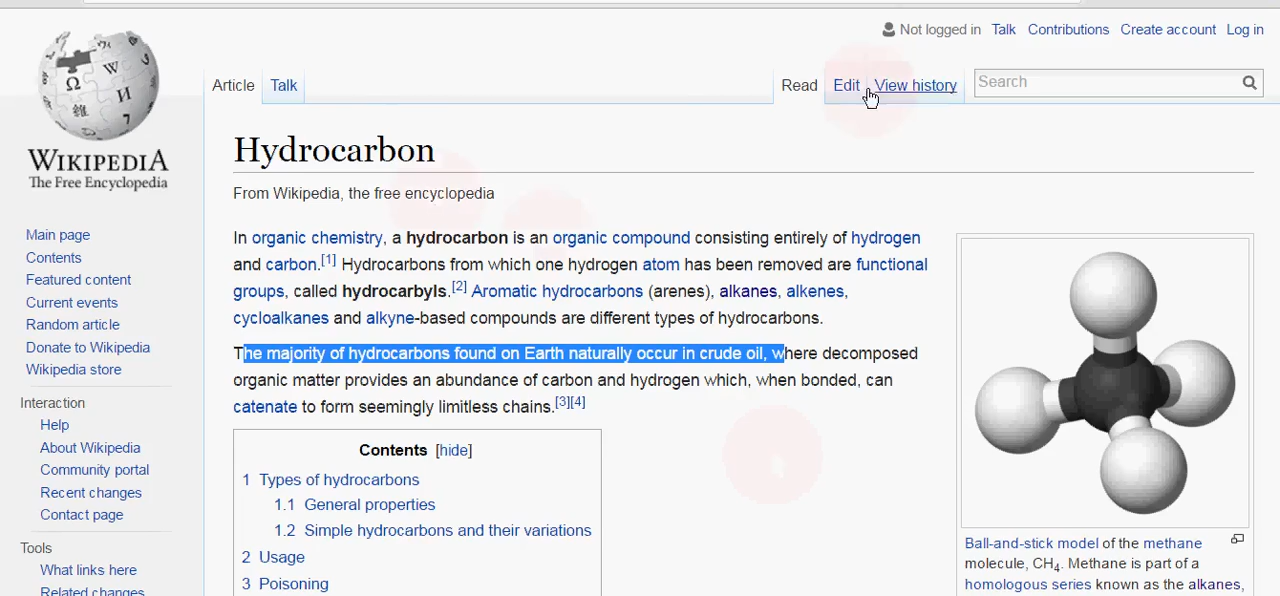 Not logged in Talk Contributions Create account Log in
Article Talk Read Edit View history Search
WIKIPEDIA
The Free Encyclopedia
Hydrocarbon
From Wikipedia, the free encyclopedia
Main page
Contents
Featured content
Current events
Random article
Donate to Wikipedia
Wikipedia store
Interaction
Help
About Wikipedia
Community portal
Recent changes
Contact page
Tools
What links here
Related changes
In organic chemistry, a hydrocarbon is an organic compound consisting entirely of hydrogen
and carbon.[1] Hydrocarbons from which one hydrogen atom has been removed are functional
groups, called hydrocarbyls.[2] Aromatic hydrocarbons (arenes), alkanes, alkenes,
cycloalkanes and alkyne-based compounds are different types of hydrocarbons.
The majority of hydrocarbons found on Earth naturally occur in crude oil, where decomposed
organic matter provides an abundance of carbon and hydrogen which, when bonded, can
catenate to form seemingly limitless chains.[3][4]
Contents [hide]
1 Types of hydrocarbons
1.1 General properties
1.2 Simple hydrocarbons and their variations
2 Usage
3 Poisoning
Ball-and-stick model of the methane
molecule, CH4. Methane is part of a
homologous series known as the alkanes,